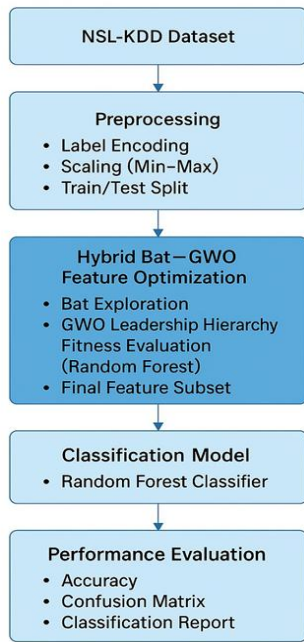 NSL-KDD Dataset
Preprocessing
• Label Encoding
• Scaling (Min–Max)
• Train/Test Split
Hybrid Bat–GWO
Feature Optimization
• Bat Exploration
• GWO Leadership Hierarchy
Fitness Evaluation
(Random Forest)
• Final Feature Subset
Classification Model
• Random Forest Classifier
Performance Evaluation
• Accuracy
• Confusion Matrix
• Classification Report